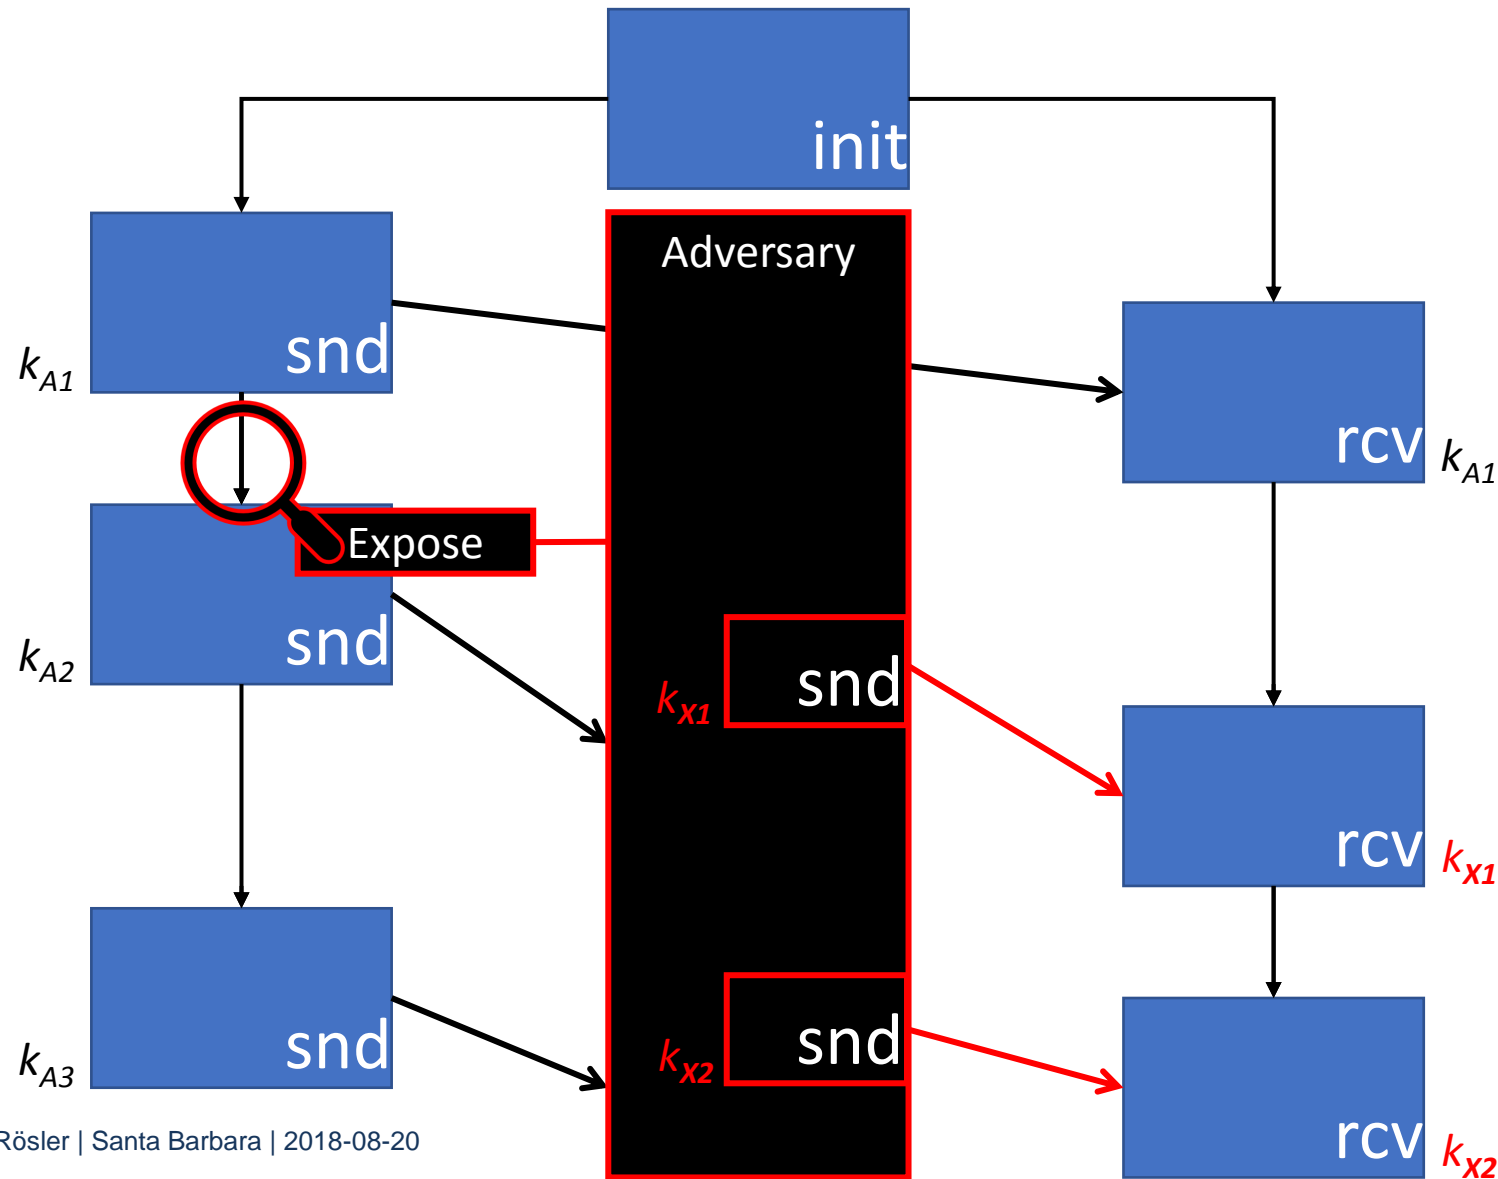 init
Adversary
snd
k_A1
rcv
k_A1
Expose
snd
k_A2
snd
k_X1
rcv
k_X1
snd
k_A3
snd
k_X2
rcv
k_X2
Rösler | Santa Barbara | 2018-08-20